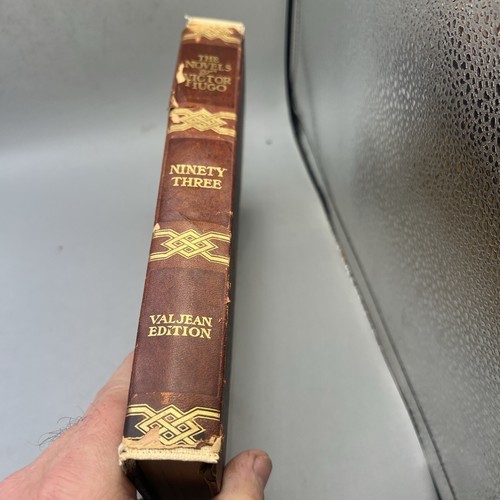 THE
NOVELS
OF
VICTOR
HUGO
NINETY
THREE
VALJEAN
EDITION